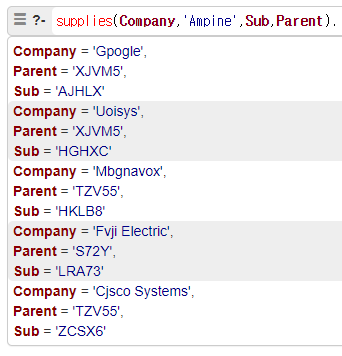 ?- supplies(Company,'Ampine',Sub,Parent).
Company = 'Gpogle',
Parent = 'XJVM5',
Sub = 'AJHLX'
Company = 'Uoisys',
Parent = 'XJVM5',
Sub = 'HGHXC'
Company = 'Mbgnavox',
Parent = 'TZV55',
Sub = 'HKLB8'
Company = 'Fvji Electric',
Parent = 'S72Y',
Sub = 'LRA73'
Company = 'Cjsco Systems',
Parent = 'TZV55',
Sub = 'ZCSX6'